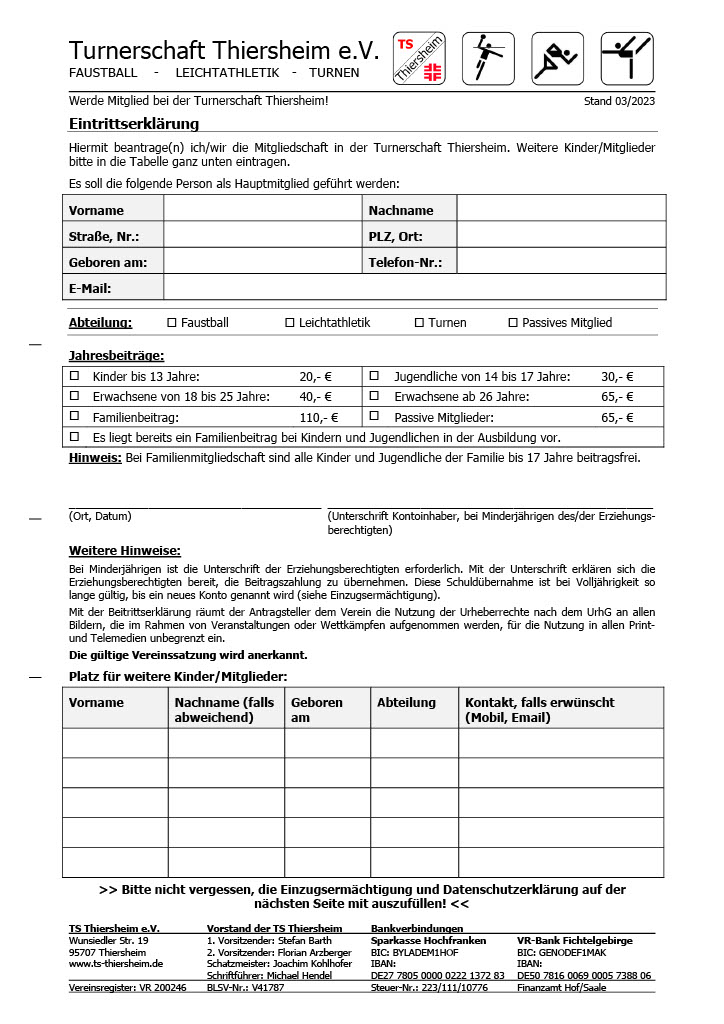 Turnerschaft Thiersheim e.V.
FAUSTBALL - LEICHTATHLETIK - TURNEN
TS
Thiersheim
Werde Mitglied bei der Turnerschaft Thiersheim! Stand 03/2023
Eintrittserklärung
Hiermit beantrage(n) ich/wir die Mitgliedschaft in der Turnerschaft Thiersheim. Weitere Kinder/Mitglieder
bitte in die Tabelle ganz unten eintragen.
Es soll die folgende Person als Hauptmitglied geführt werden:
Vorname Nachname
Straße, Nr.: PLZ, Ort:
Geboren am: Telefon-Nr.:
E-Mail:
Abteilung: ☐ Faustball ☐ Leichtathletik ☐ Turnen ☐ Passives Mitglied
Jahresbeiträge:
☐ Kinder bis 13 Jahre: 20,- € ☐ Jugendliche von 14 bis 17 Jahre: 30,- €
☐ Erwachsene von 18 bis 25 Jahre: 40,- € ☐ Erwachsene ab 26 Jahre: 65,- €
☐ Familienbeitrag: 110,- € ☐ Passive Mitglieder: 65,- €
☐ Es liegt bereits ein Familienbeitrag bei Kindern und Jugendlichen in der Ausbildung vor.
Hinweis: Bei Familienmitgliedschaft sind alle Kinder und Jugendliche der Familie bis 17 Jahre beitragsfrei.
(Ort, Datum) (Unterschrift Kontoinhaber, bei Minderjährigen des/der Erziehungs-
berechtigten)
Weitere Hinweise:
Bei Minderjährigen ist die Unterschrift der Erziehungsberechtigten erforderlich. Mit der Unterschrift erklären sich die
Erziehungsberechtigten bereit, die Beitragszahlung zu übernehmen. Diese Schuldübernahme ist bei Volljährigkeit so
lange gültig, bis ein neues Konto genannt wird (siehe Einzugsermächtigung).
Mit der Beitrittserklärung räumt der Antragsteller dem Verein die Nutzung der Urheberrechte nach dem UrhG an allen
Bildern, die im Rahmen von Veranstaltungen oder Wettkämpfen aufgenommen werden, für die Nutzung in allen Print-
und Telemedien unbegrenzt ein.
Die gültige Vereinssatzung wird anerkannt.
Platz für weitere Kinder/Mitglieder:
Vorname Nachname (falls Geboren Abteilung Kontakt, falls erwünscht
abweichend) am (Mobil, Email)
>> Bitte nicht vergessen, die Einzugsermächtigung und Datenschutzerklärung auf der
nächsten Seite mit auszufüllen! <<
TS Thiersheim e.V. Vorstand der TS Thiersheim Bankverbindungen
Wunsiedler Str. 19 1. Vorsitzender: Stefan Barth Sparkasse Hochfranken VR-Bank Fichtelgebirge
95707 Thiersheim 2. Vorsitzender: Florian Arzberger BIC: BYLADEM1HOF BIC: GENODEF1MAK
www.ts-thiersheim.de Schatzmeister: Joachim Kohlhofer IBAN: IBAN:
Schriftführer: Michael Hendel DE27 7805 0000 0222 1372 83 DE50 7816 0069 0005 7388 06
Vereinsregister: VR 200246 BLSV-Nr.: V41787 Steuer-Nr.: 223/111/10776 Finanzamt Hof/Saale